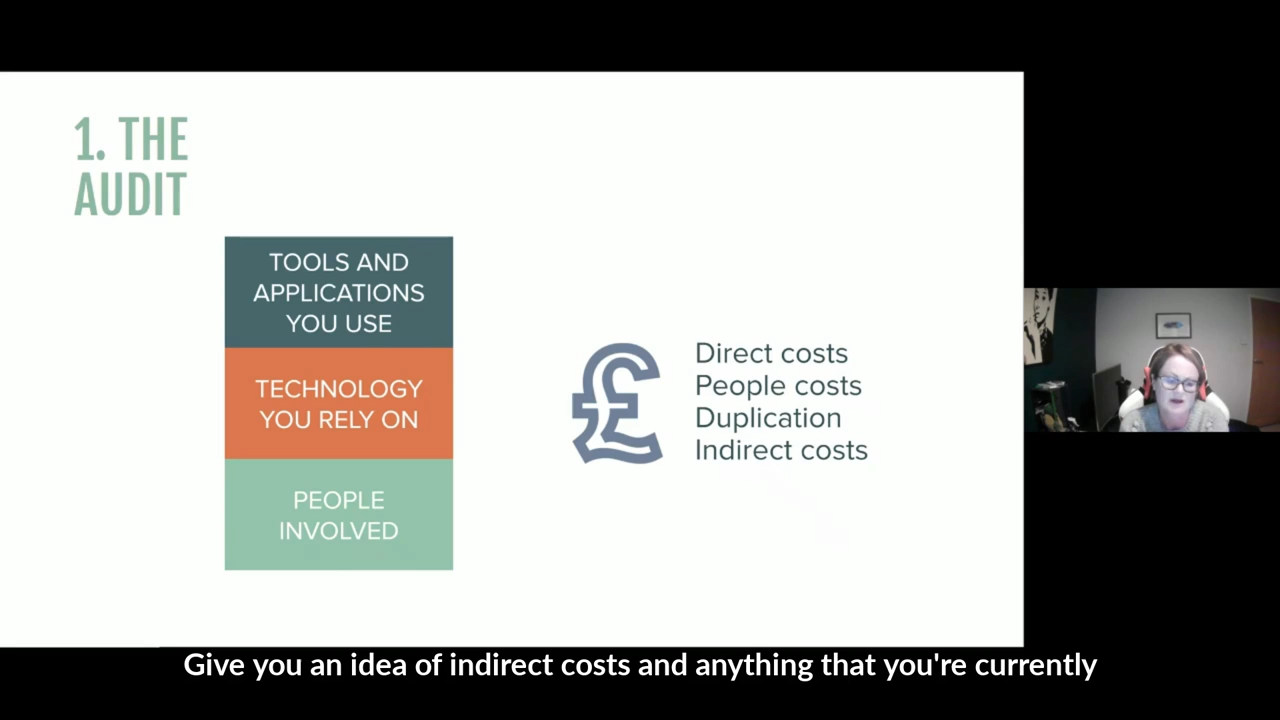 1. THE
AUDIT
TOOLS AND
APPLICATIONS
YOU USE
TECHNOLOGY
YOU RELY ON
PEOPLE
INVOLVED
£
Direct costs
People costs
Duplication
Indirect costs
Give you an idea of indirect costs and anything that you're currently